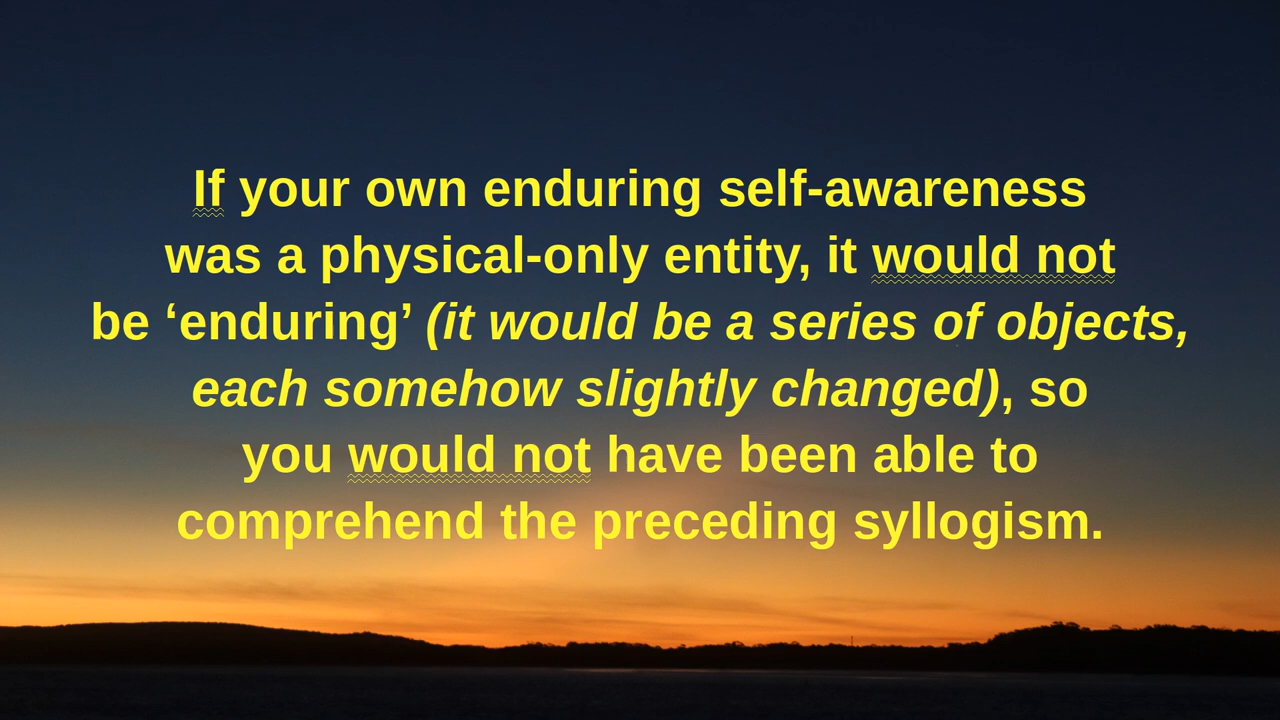 If your own enduring self-awareness
was a physical-only entity, it would not
be ‘enduring’ (it would be a series of objects,
each somehow slightly changed), so
you would not have been able to
comprehend the preceding syllogism.